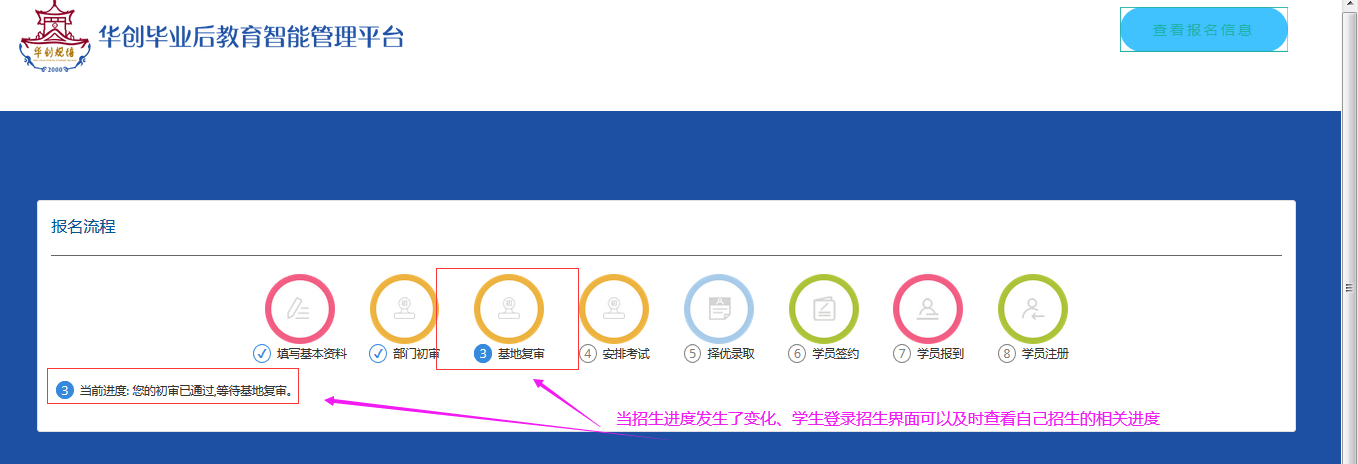 华创毕业后教育智能管理平台
华创规培
2000
查看报名信息
报名流程
填写基本资料
部门初审
3 基地复审
4 安排考试
5 择优录取
6 学员签约
7 学员报到
8 学员注册
3 当前进度: 您的初审已通过,等待基地复审。
当招生进度发生了变化、学生登录招生界面可以及时查看自己招生的相关进度